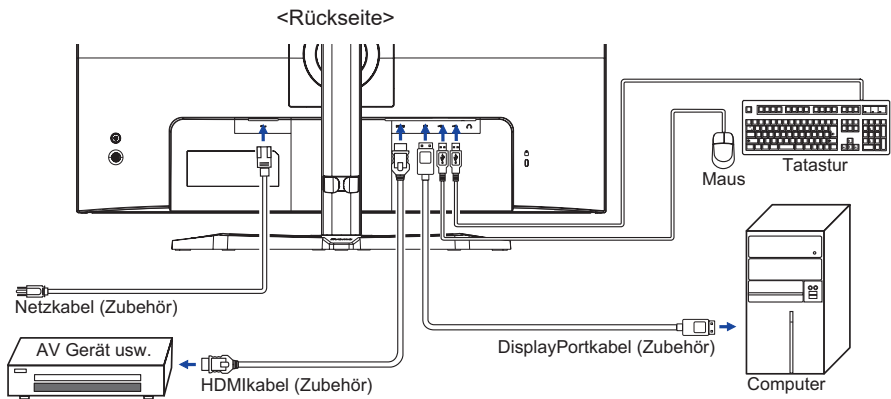 <Rückseite>
Maus
Tatastur
Netzkabel (Zubehör)
AV Gerät usw.
HDMIkabel (Zubehör)
DisplayPortkabel (Zubehör)
Computer